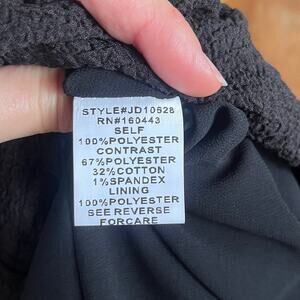 STYLE#JD10628
RN#160443
SELF
100%POLYESTER
CONTRAST
67%POLYESTER
32%COTTON
1%SPANDEX
LINING
100%POLYESTER
SEE REVERSE
FORCARE